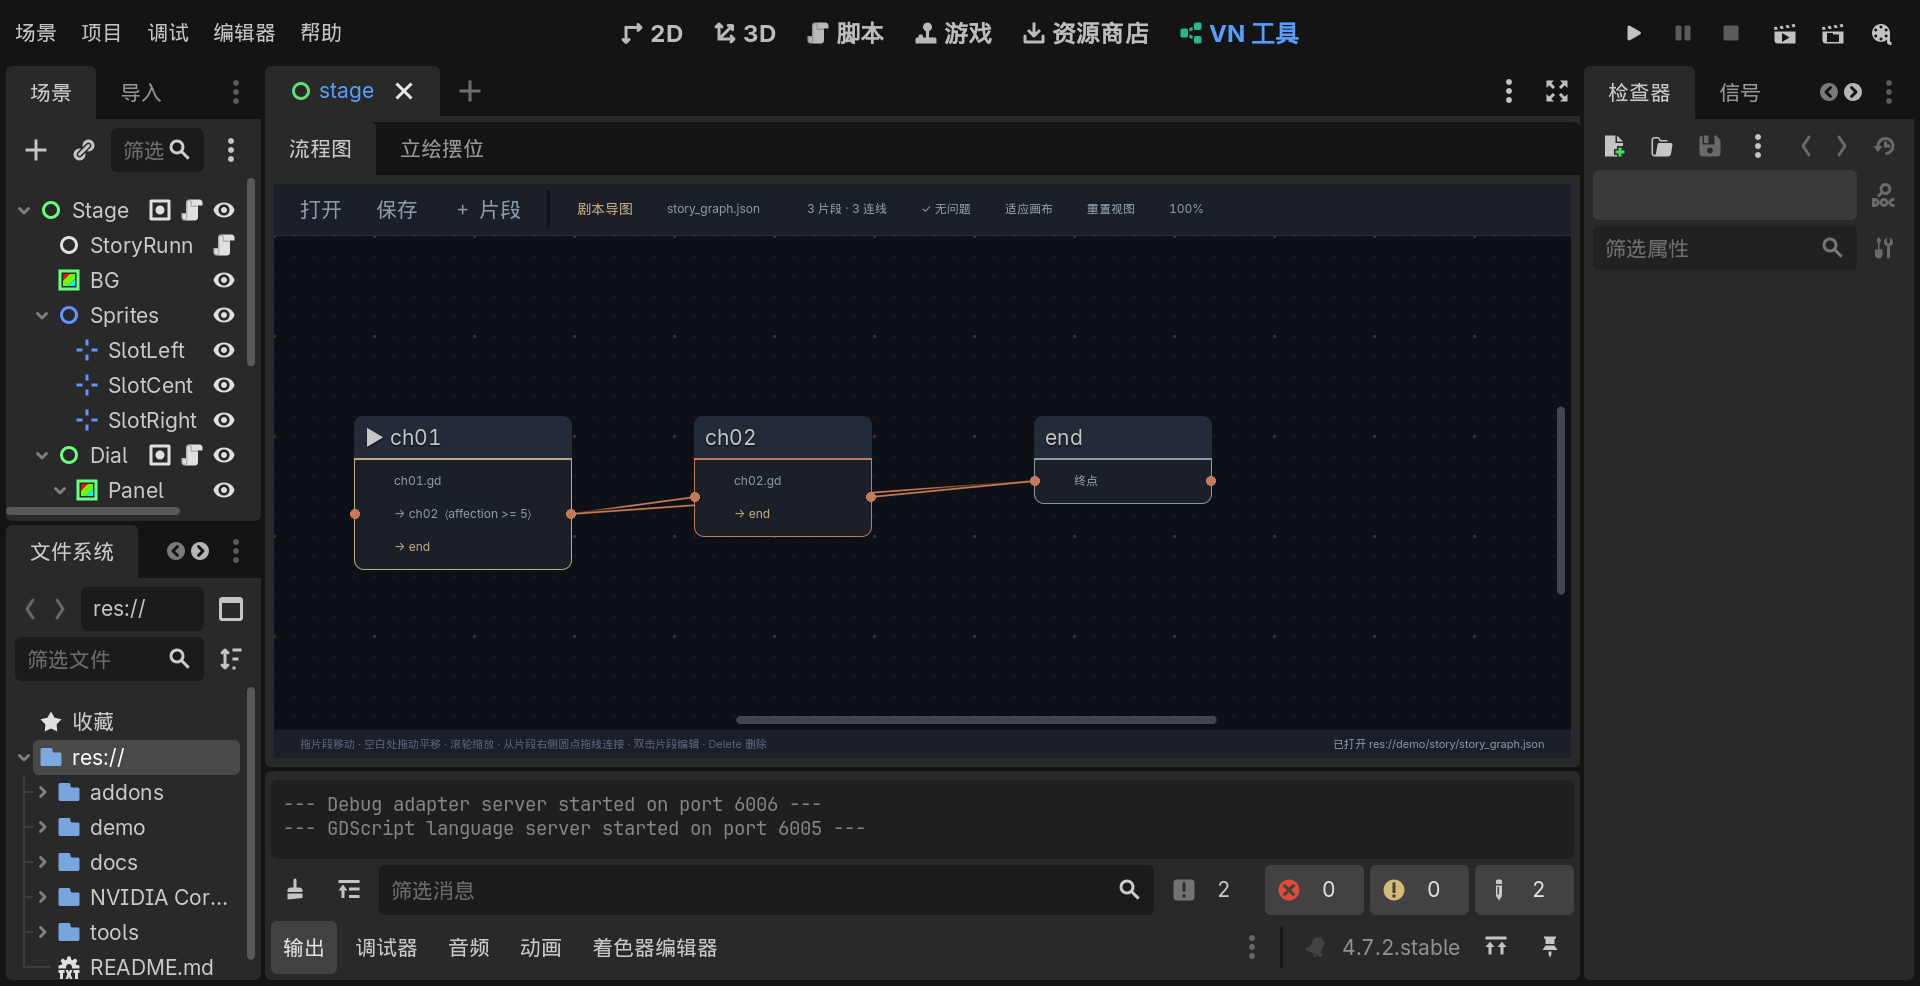 场景 项目 调试 编辑器 帮助 2D 3D 脚本 游戏 资源商店 VN 工具
场景 导入
筛选
Stage
StoryRunn
BG
Sprites
SlotLeft
SlotCent
SlotRight
Dial
Panel
文件系统
res://
筛选文件
收藏
res://
addons
demo
docs
NVIDIA Cor...
tools
README.md
stage
流程图 立绘摆位
打开 保存 + 片段 剧本导图 story_graph.json 3 片段 · 3 连线 ✓ 无问题 适应画布 重置视图 100%
▶ ch01
ch01.gd
→ ch02（affection >= 5）
→ end
ch02
ch02.gd
→ end
end
终点
拖片段移动 · 空白处拖动平移 · 滚轮缩放 · 从片段右侧圆点拖线连接 · 双击片段编辑 · Delete 删除
已打开 res://demo/story/story_graph.json
--- Debug adapter server started on port 6006 ---
--- GDScript language server started on port 6005 ---
筛选消息 2 0 0 2
输出 调试器 音频 动画 着色器编辑器 4.7.2.stable
检查器 信号
DOC
筛选属性